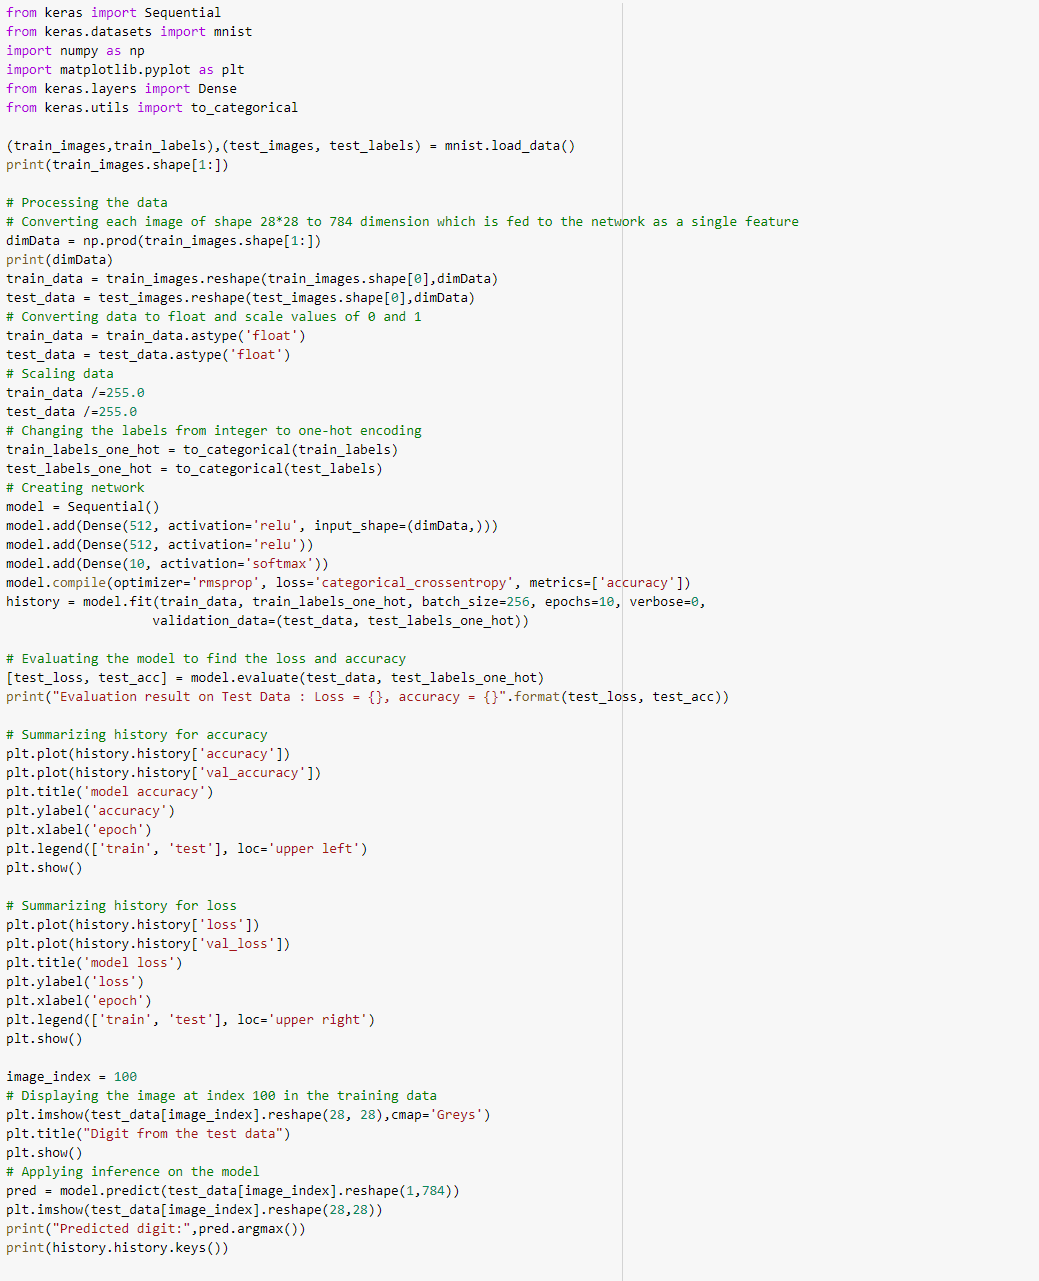 from keras import Sequential
from keras.datasets import mnist
import numpy as np
import matplotlib.pyplot as plt
from keras.layers import Dense
from keras.utils import to_categorical
(train_images,train_labels),(test_images, test_labels) = mnist.load_data()
print(train_images.shape[1:])
# Processing the data
# Converting each image of shape 28*28 to 784 dimension which is fed to the network as a single feature
dimData = np.prod(train_images.shape[1:])
print(dimData)
train_data = train_images.reshape(train_images.shape[0],dimData)
test_data = test_images.reshape(test_images.shape[0],dimData)
# Converting data to float and scale values of 0 and 1
train_data = train_data.astype('float')
test_data = test_data.astype('float')
# Scaling data
train_data /=255.0
test_data /=255.0
# Changing the labels from integer to one-hot encoding
train_labels_one_hot = to_categorical(train_labels)
test_labels_one_hot = to_categorical(test_labels)
# Creating network
model = Sequential()
model.add(Dense(512, activation='relu', input_shape=(dimData,)))
model.add(Dense(512, activation='relu'))
model.add(Dense(10, activation='softmax'))
model.compile(optimizer='rmsprop', loss='categorical_crossentropy', metrics=['accuracy'])
history = model.fit(train_data, train_labels_one_hot, batch_size=256, epochs=10, verbose=0,
                   validation_data=(test_data, test_labels_one_hot))
# Evaluating the model to find the loss and accuracy
[test_loss, test_acc] = model.evaluate(test_data, test_labels_one_hot)
print("Evaluation result on Test Data : Loss = {}, accuracy = {}".format(test_loss, test_acc))
# Summarizing history for accuracy
plt.plot(history.history['accuracy'])
plt.plot(history.history['val_accuracy'])
plt.title('model accuracy')
plt.ylabel('accuracy')
plt.xlabel('epoch')
plt.legend(['train', 'test'], loc='upper left')
plt.show()
# Summarizing history for loss
plt.plot(history.history['loss'])
plt.plot(history.history['val_loss'])
plt.title('model loss')
plt.ylabel('loss')
plt.xlabel('epoch')
plt.legend(['train', 'test'], loc='upper right')
plt.show()
image_index = 100
# Displaying the image at index 100 in the training data
plt.imshow(test_data[image_index].reshape(28, 28),cmap='Greys')
plt.title("Digit from the test data")
plt.show()
# Applying inference on the model
pred = model.predict(test_data[image_index].reshape(1,784))
plt.imshow(test_data[image_index].reshape(28,28))
print("Predicted digit:",pred.argmax())
print(history.history.keys())